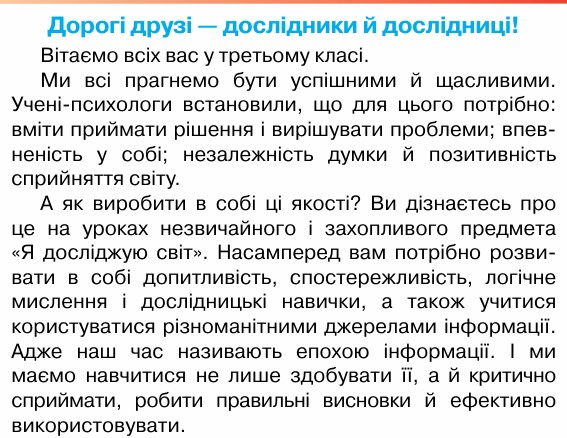 Дорогі друзі — дослідники й дослідниці!
Вітаємо всіх вас у третьому класі.
Ми всі прагнемо бути успішними й щасливими.
Учені-психологи встановили, що для цього потрібно:
вміти приймати рішення і вирішувати проблеми; впев-
неність у собі; незалежність думки й позитивність
сприйняття світу.
А як виробити в собі ці якості? Ви дізнаєтесь про
це на уроках незвичайного і захопливого предмета
«Я досліджую світ». Насамперед вам потрібно розви-
вати в собі допитливість, спостережливість, логічне
мислення і дослідницькі навички, а також учитися
користуватися різноманітними джерелами інформації.
Адже наш час називають епохою інформації. І ми
маємо навчитися не лише здобувати її, а й критично
сприймати, робити правильні висновки й ефективно
використовувати.